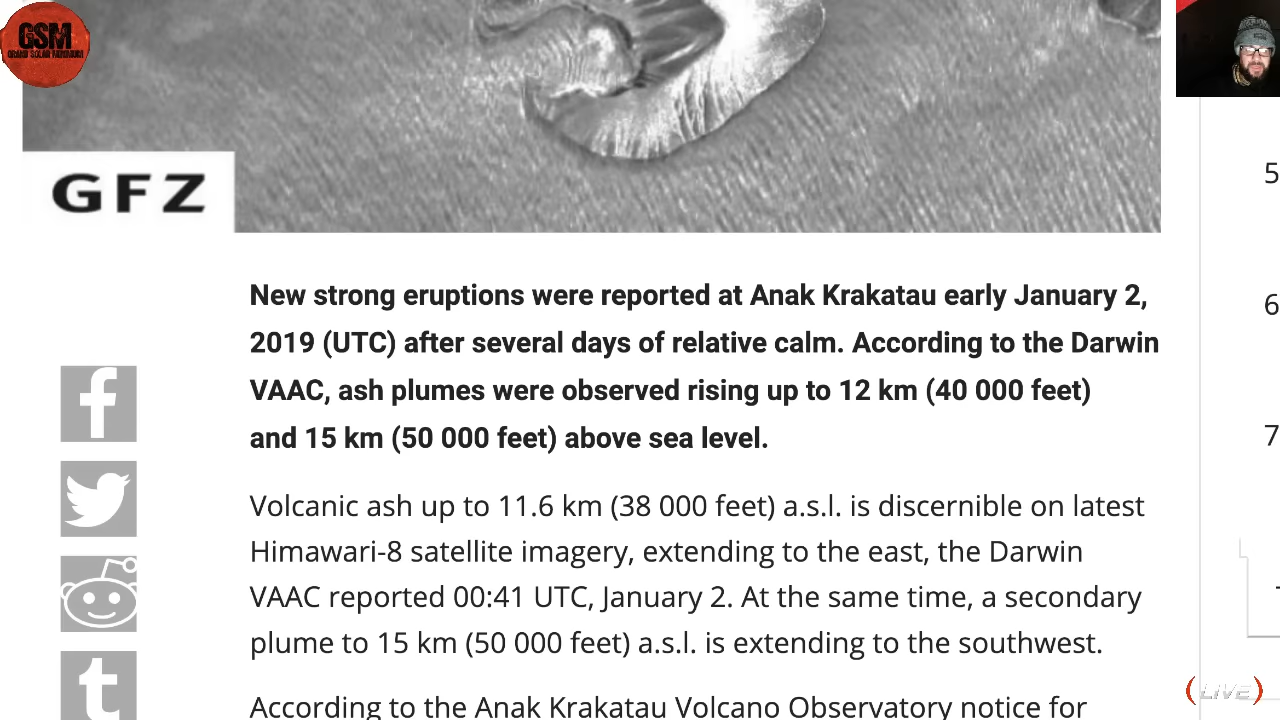 GSM
GRAND SOLAR MINIMUM
GFZ
5
6
7
New strong eruptions were reported at Anak Krakatau early January 2,
2019 (UTC) after several days of relative calm. According to the Darwin
VAAC, ash plumes were observed rising up to 12 km (40 000 feet)
and 15 km (50 000 feet) above sea level.
Volcanic ash up to 11.6 km (38 000 feet) a.s.l. is discernible on latest
Himawari-8 satellite imagery, extending to the east, the Darwin
VAAC reported 00:41 UTC, January 2. At the same time, a secondary
plume to 15 km (50 000 feet) a.s.l. is extending to the southwest.
According to the Anak Krakatau Volcano Observatory notice for
(LIVE)